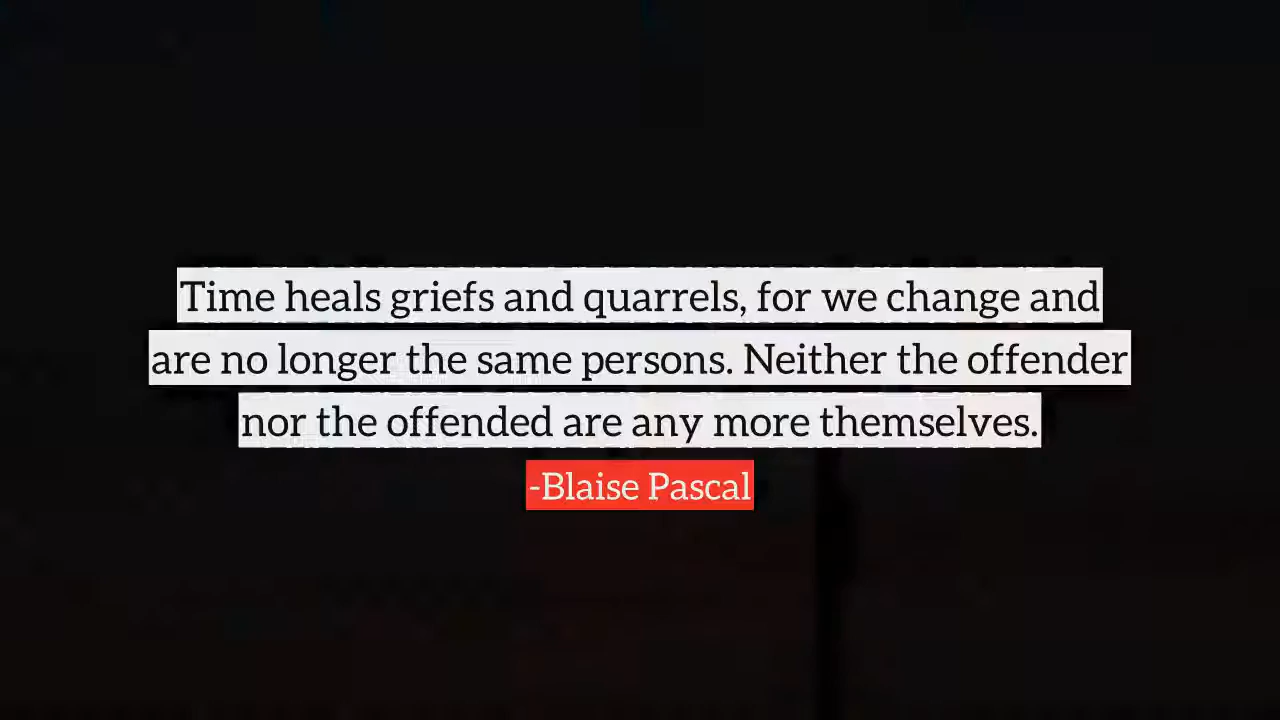 Time heals griefs and quarrels, for we change and
are no longer the same persons. Neither the offender
nor the offended are any more themselves.
-Blaise Pascal